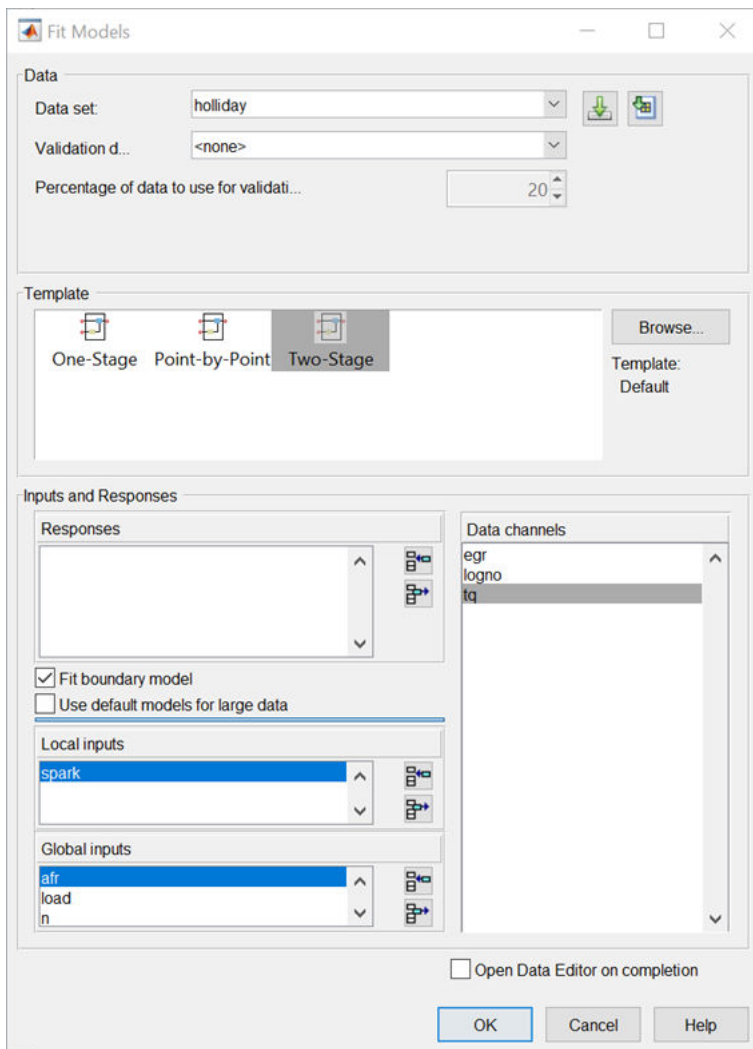 Fit Models
Data
Data set:
holliday
Validation d...
<none>
Percentage of data to use for validati...
20
Template
One-Stage
Point-by-Point
Two-Stage
Browse...
Template:
Default
Inputs and Responses
Responses
Data channels
egr
logno
tq
Fit boundary model
Use default models for large data
Local inputs
spark
Global inputs
afr
load
n
Open Data Editor on completion
OK
Cancel
Help